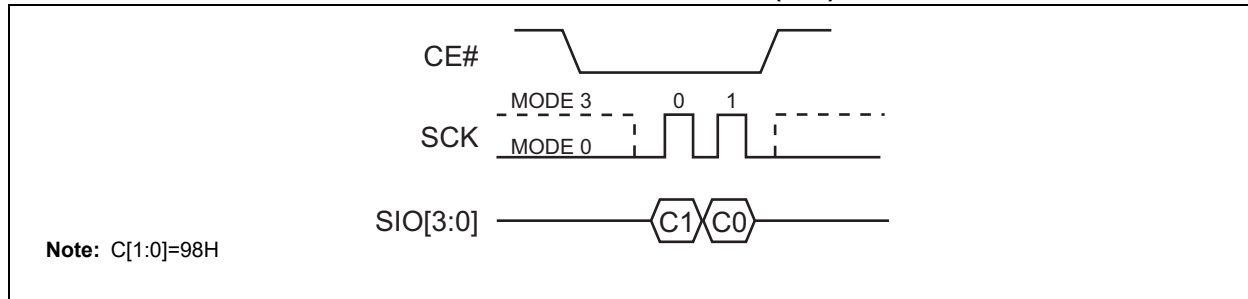 CE#
MODE 3 0 1
SCK
MODE 0
SIO[3:0] C1 C0
Note: C[1:0]=98H